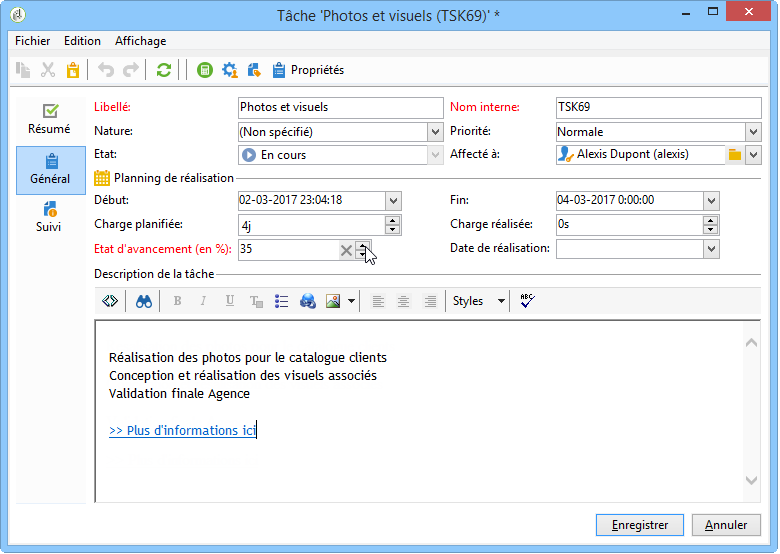 Tâche 'Photos et visuels (TSK69)' *
Fichier Edition Affichage
Propriétés
Résumé
Général
Suivi
Libellé: Photos et visuels Nom interne: TSK69
Nature: (Non spécifié) Priorité: Normale
Etat: En cours Affecté à: Alexis Dupont (alexis)
Planning de réalisation
Début: 02-03-2017 23:04:18 Fin: 04-03-2017 0:00:00
Charge planifiée: 4j Charge réalisée: 0s
Etat d'avancement (en %): 35 Date de réalisation:
Description de la tâche
B I U T Styles ABC
Réalisation des photos pour le catalogue clients
Conception et réalisation des visuels associés
Validation finale Agence
>> Plus d'informations ici
Enregistrer Annuler